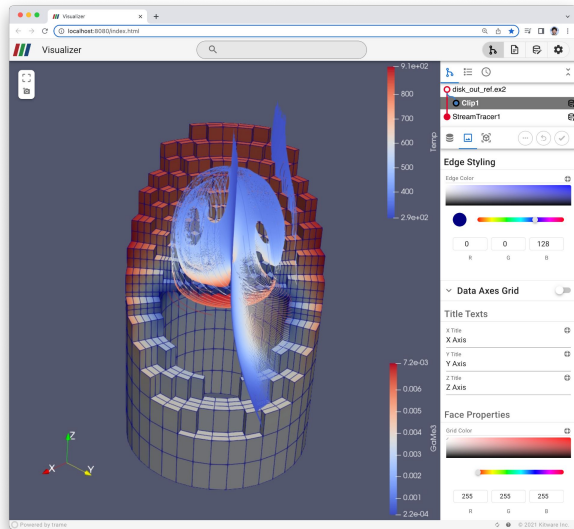 Visualizer
localhost:8080/index.html
Visualizer
9.1e+02
800
700
600
500
400
2.9e+02
Temp
7.2e-03
0.006
0.005
0.004
0.003
0.002
0.001
2.2e-04
GaMe3
Z
X
Y
disk_out_ref.ex2
Clip1
StreamTracer1
Edge Styling
Edge Color
0 0 128
R G B
Data Axes Grid
Title Texts
X Title
X Axis
Y Title
Y Axis
Z Title
Z Axis
Face Properties
Grid Color
255 255 255
R G B
Powered by trame
© 2021 Kitware Inc.